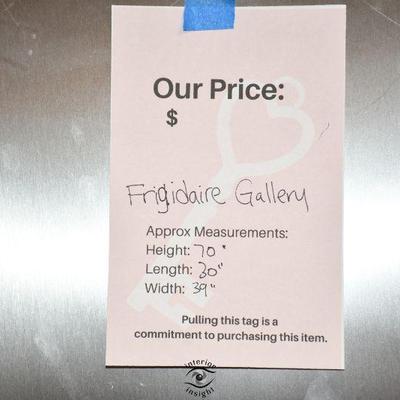 Our Price:
$
Frigidaire Gallery
Approx Measurements:
Height: 70"
Length: 30"
Width: 39"
Pulling this tag is a
commitment to purchasing this item.
interior
insight